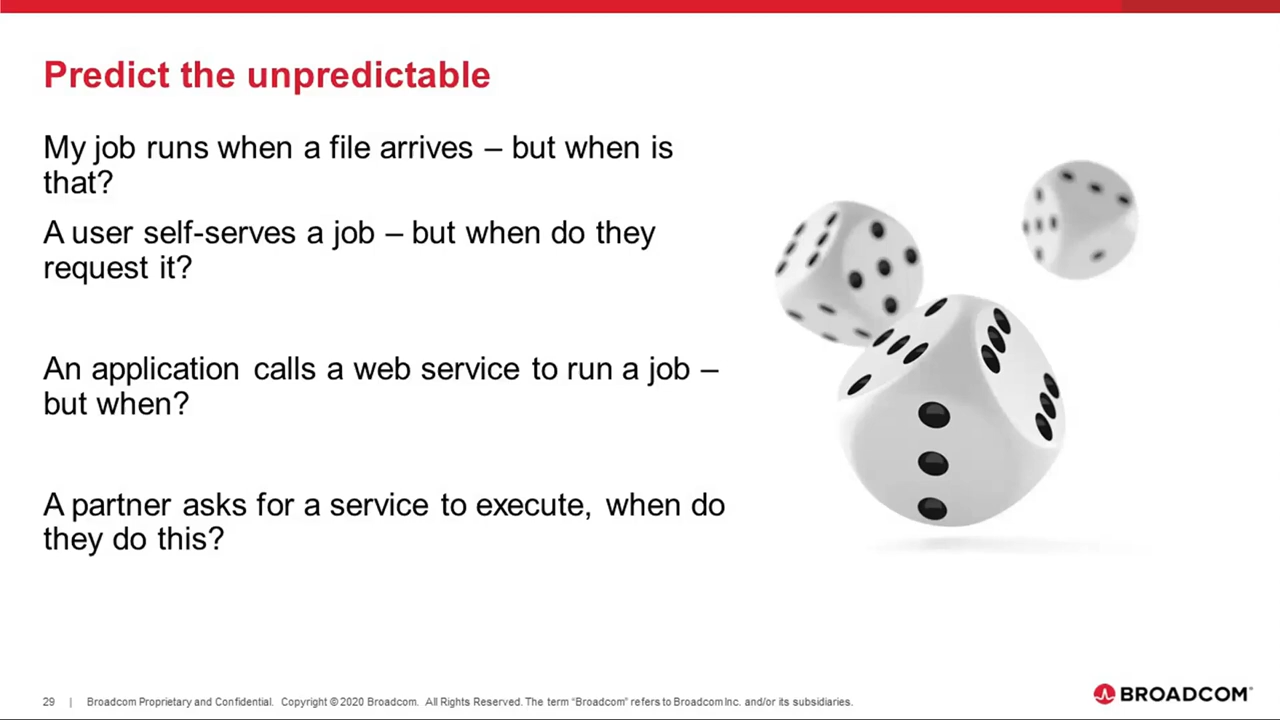 Predict the unpredictable
My job runs when a file arrives – but when is
that?
A user self-serves a job – but when do they
request it?
An application calls a web service to run a job –
but when?
A partner asks for a service to execute, when do
they do this?
29 | Broadcom Proprietary and Confidential. Copyright © 2020 Broadcom. All Rights Reserved. The term “Broadcom” refers to Broadcom Inc. and/or its subsidiaries.
BROADCOM®